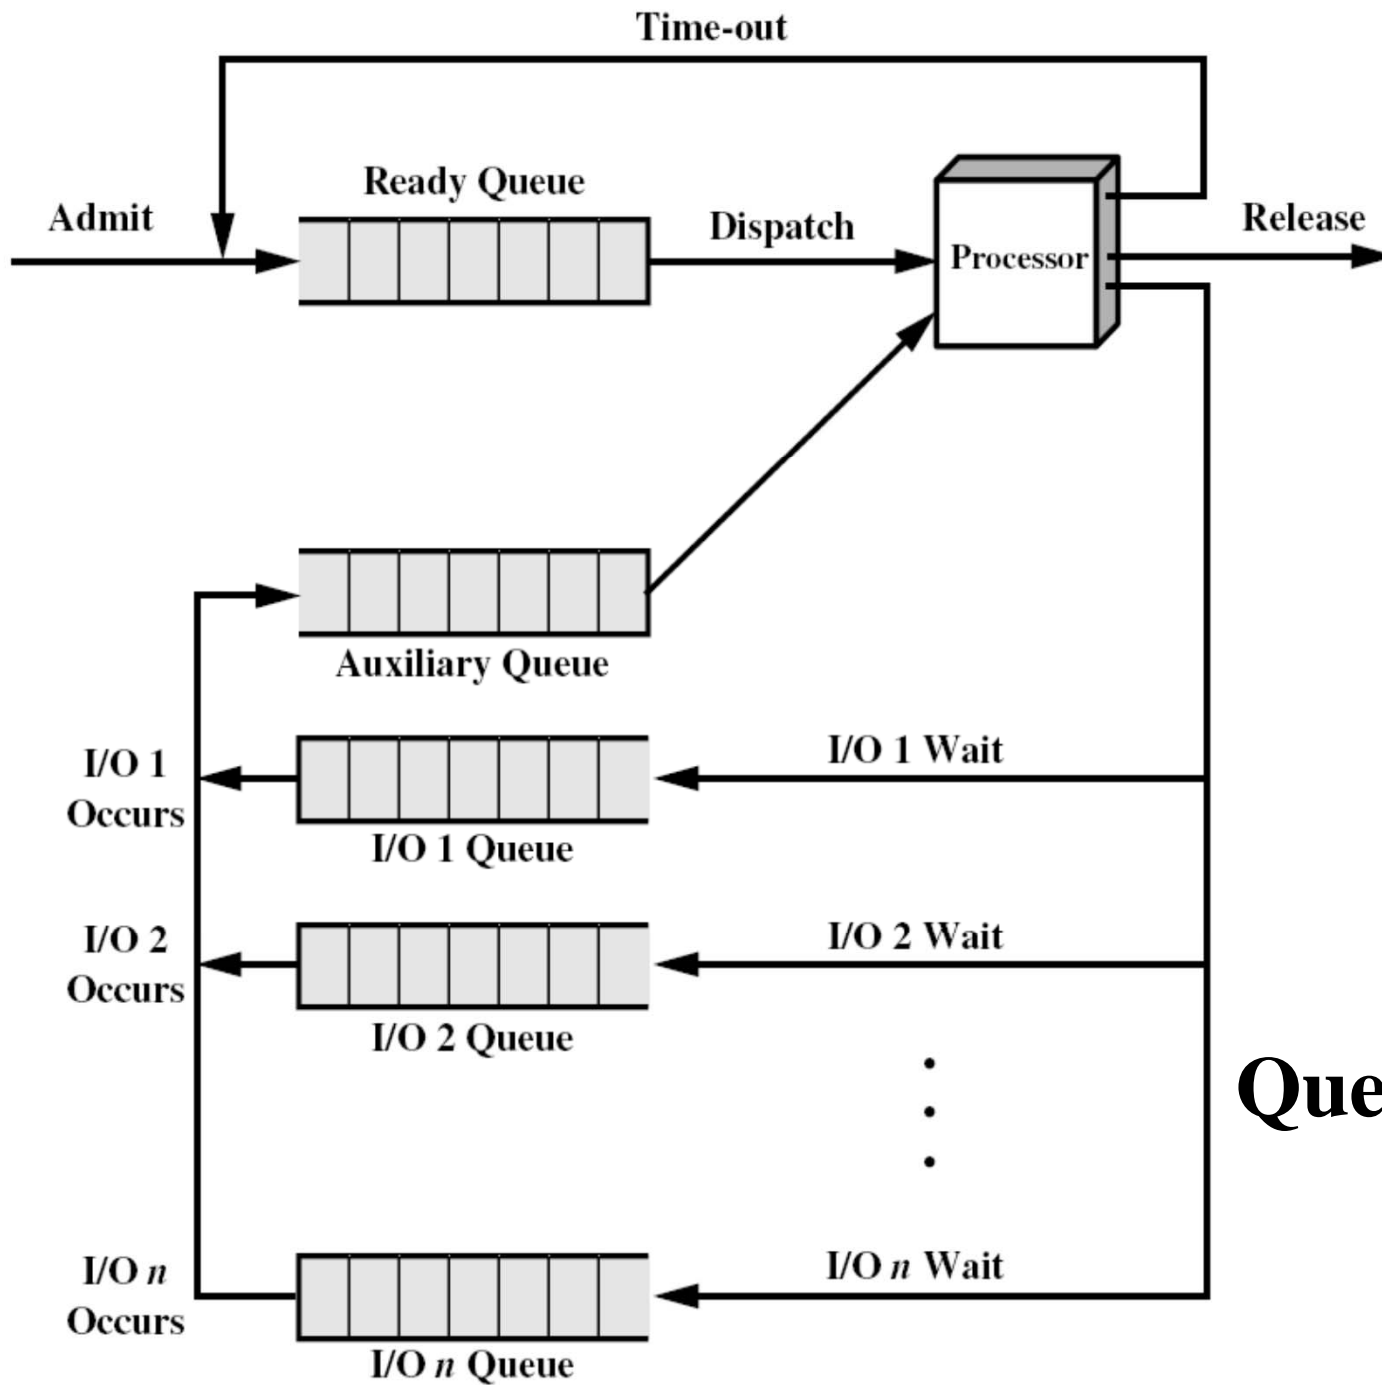 Time-out
Ready Queue
Admit
Dispatch
Release
Processor
Auxiliary Queue
I/O 1
Occurs
I/O 1 Wait
I/O 1 Queue
I/O 2
Occurs
I/O 2 Wait
I/O 2 Queue
Que
I/O n
Occurs
I/O n Wait
I/O n Queue